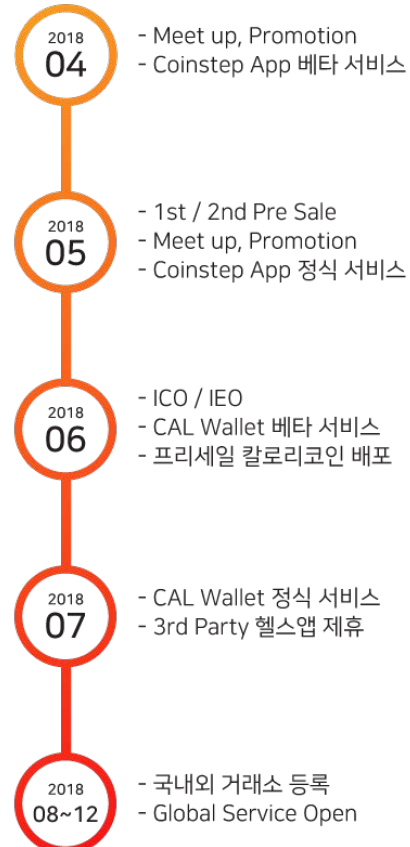 2018
04
- Meet up, Promotion
- Coinstep App 베타 서비스
2018
05
- 1st / 2nd Pre Sale
- Meet up, Promotion
- Coinstep App 정식 서비스
2018
06
- ICO / IEO
- CAL Wallet 베타 서비스
- 프리세일 칼로리코인 배포
2018
07
- CAL Wallet 정식 서비스
- 3rd Party 헬스앱 제휴
2018
08~12
- 국내외 거래소 등록
- Global Service Open